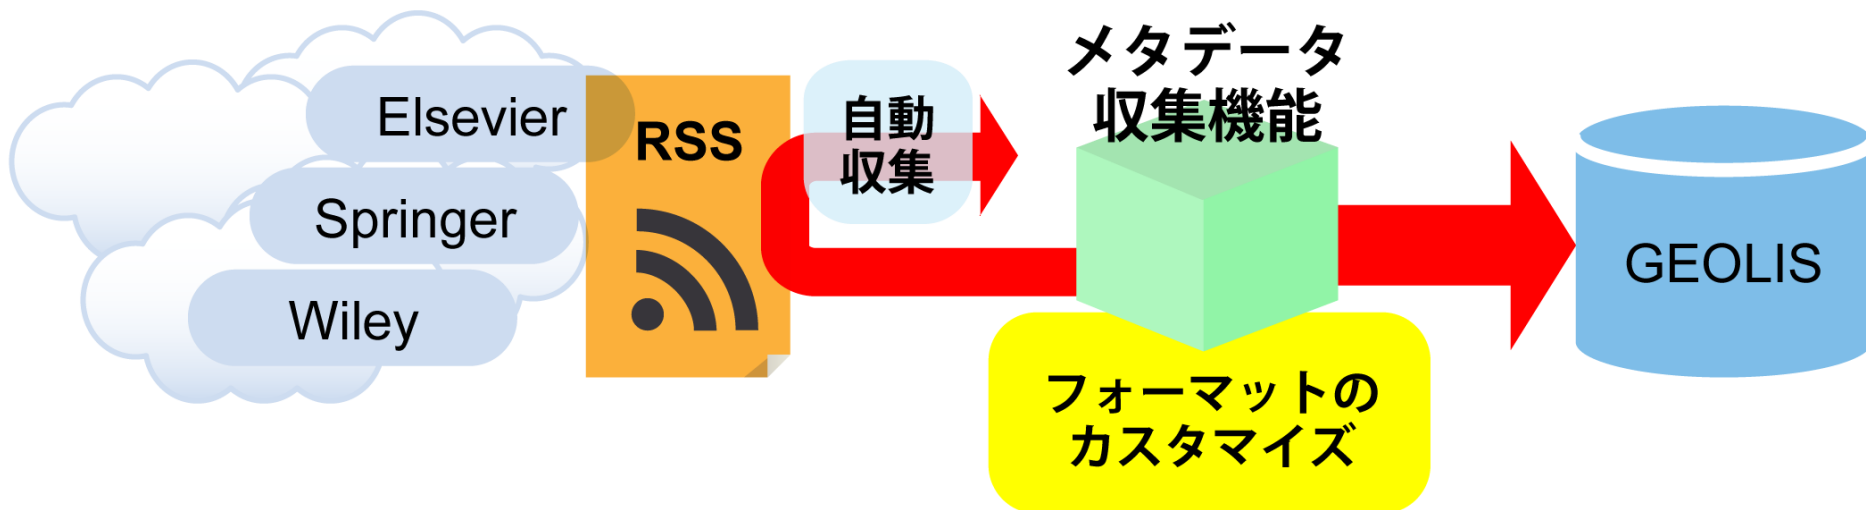 Elsevier
Springer
Wiley
RSS
自動
収集
メタデータ
収集機能
フォーマットの
カスタマイズ
GEOLIS